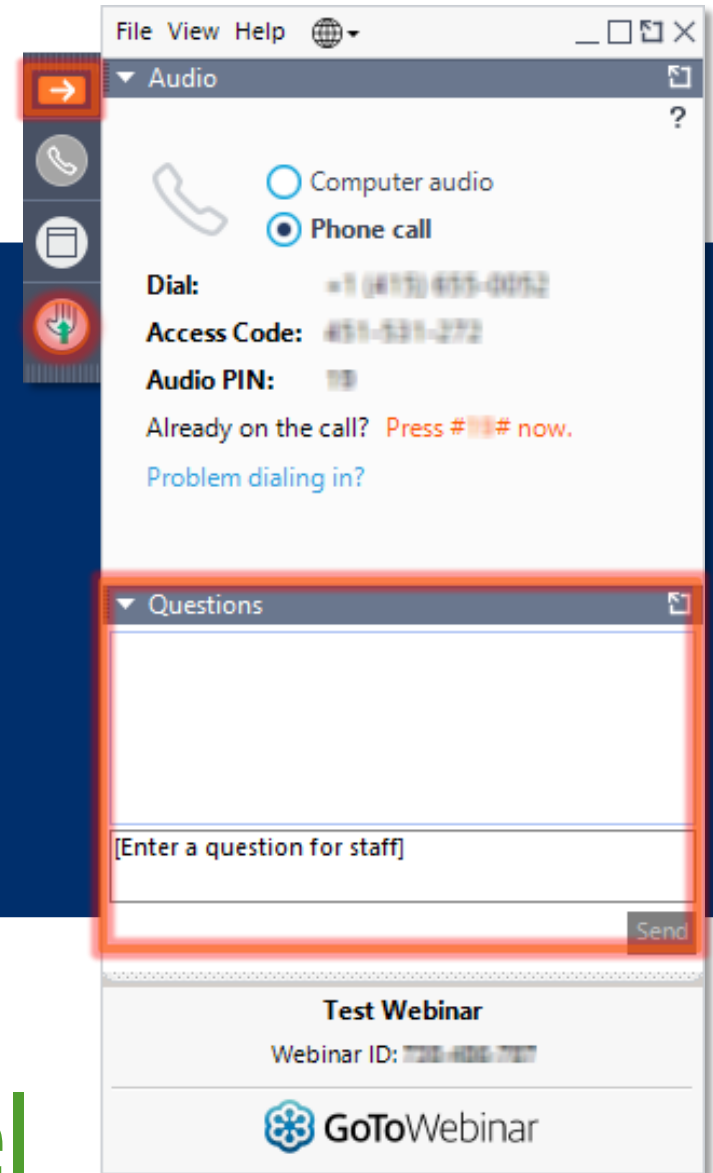 File View Help
Audio
?
Computer audio
Phone call
Dial:
Access Code:
Audio PIN:
Already on the call? Press # # now.
Problem dialing in?
Questions
[Enter a question for staff]
Send
Test Webinar
Webinar ID:
GoToWebinar